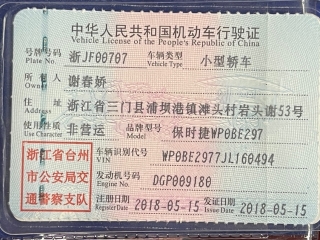 中华人民共和国机动车行驶证
Vehicle License of the People's Republic of China
号牌号码 浙JF00707 车辆类型 小型轿车
Plate No. Vehicle Type
所有人 谢春娇
Owner
住址 浙江省三门县浦坝港镇滩头村岩头谢53号
Address
使用性质 非营运 品牌型号 保时捷WP0BE297
Use Character Model
浙江省台州
市公安局交
通警察支队
车辆识别代号 WP0BE2977JL160494
VIN
发动机号码 DGP009180
Engine No.
注册日期 2018-05-15 发证日期 2018-05-15
Register Date Issue Date